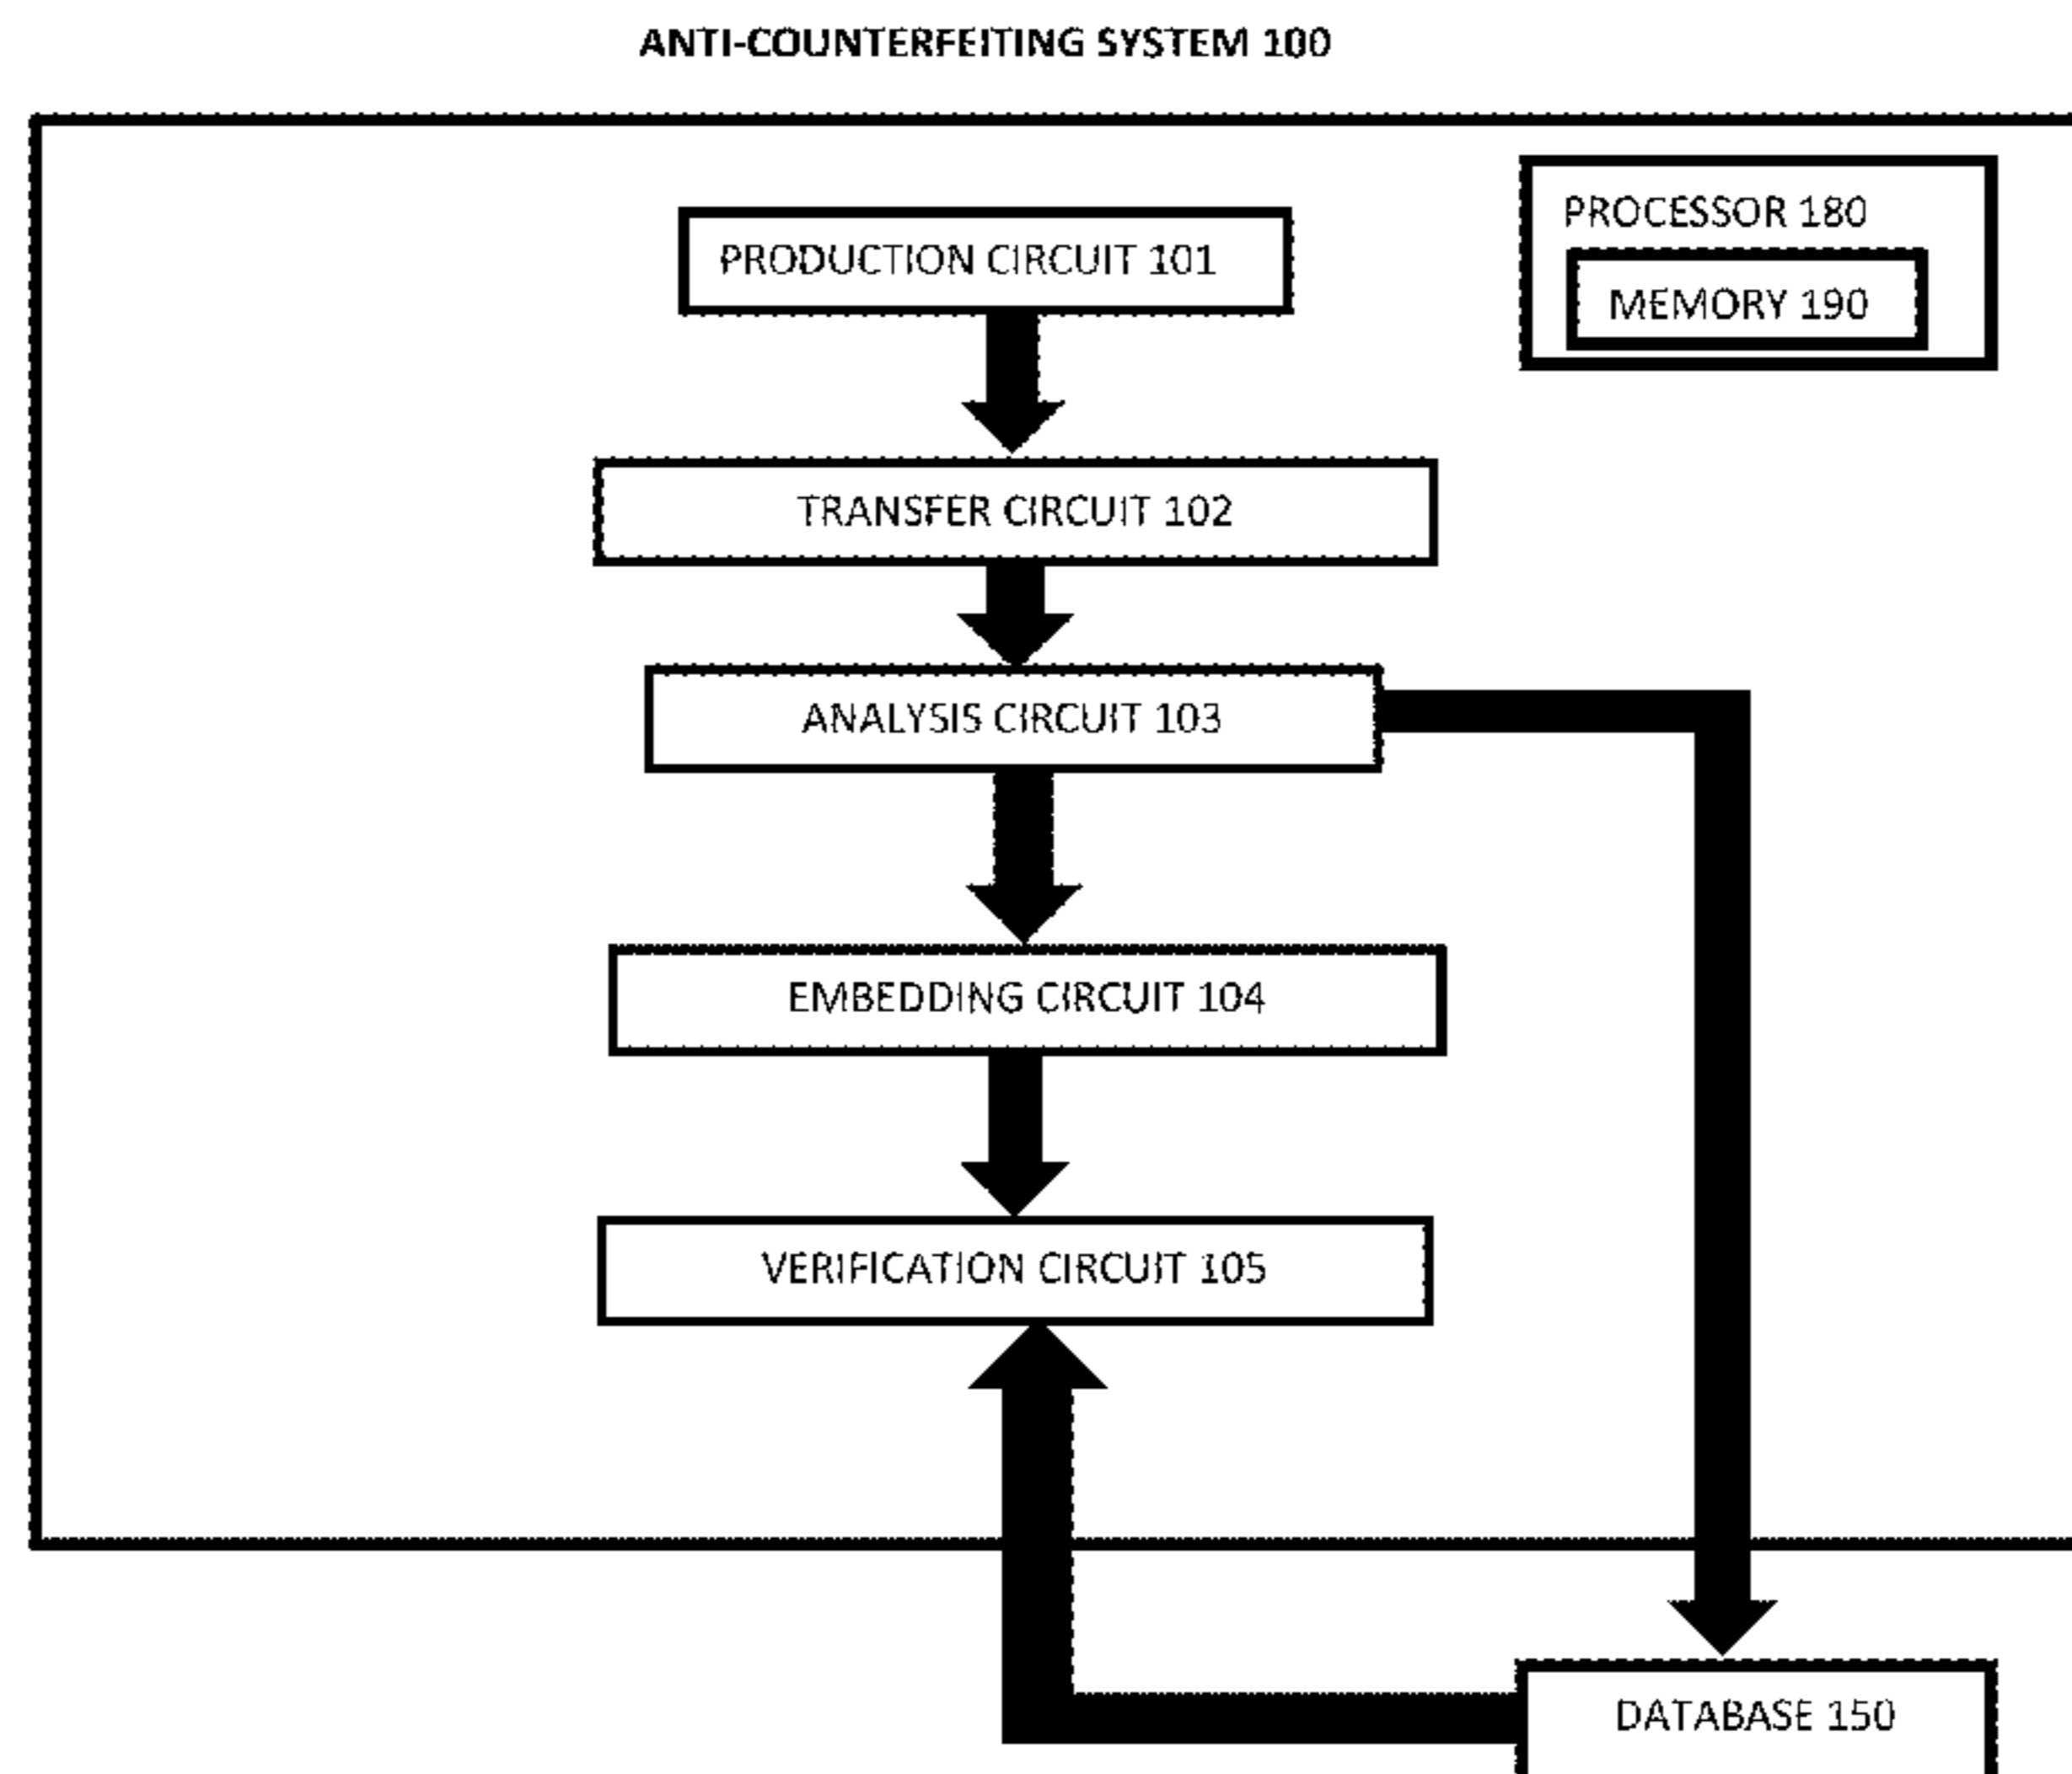 ANTI-COUNTERFEITING SYSTEM 100
PROCESSOR 180
MEMORY 190
PRODUCTION CIRCUIT 101
TRANSFER CIRCUIT 102
ANALYSIS CIRCUIT 103
EMBEDDING CIRCUIT 104
VERIFICATION CIRCUIT 105
DATABASE 150